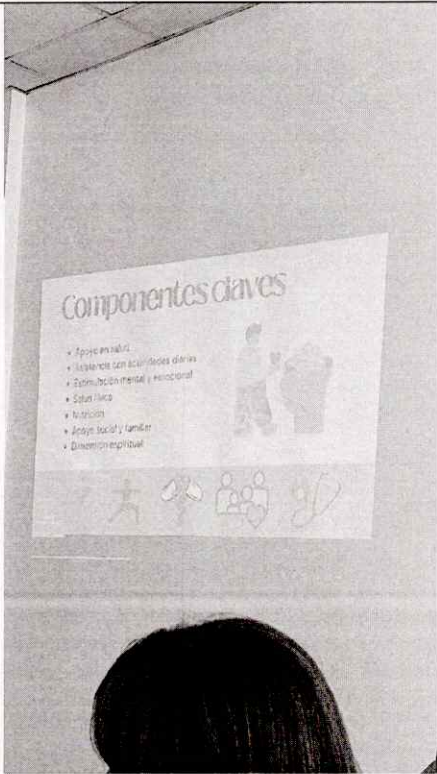 Componentes claves
• Apoyo en salud
• Asistencia con actividades diarias
• Estimulación mental y emocional
• Salud física
• Nutrición
• Apoyo social y familiar
• Dimensión espiritual